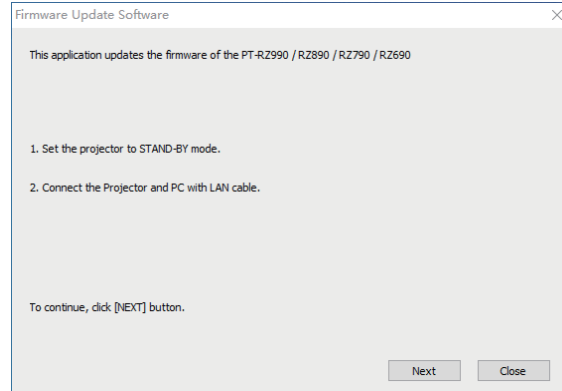 Firmware Update Software
This application updates the firmware of the PT-RZ990 / RZ890 / RZ790 / RZ690
1. Set the projector to STAND-BY mode.
2. Connect the Projector and PC with LAN cable.
To continue, click [NEXT] button.
Next Close